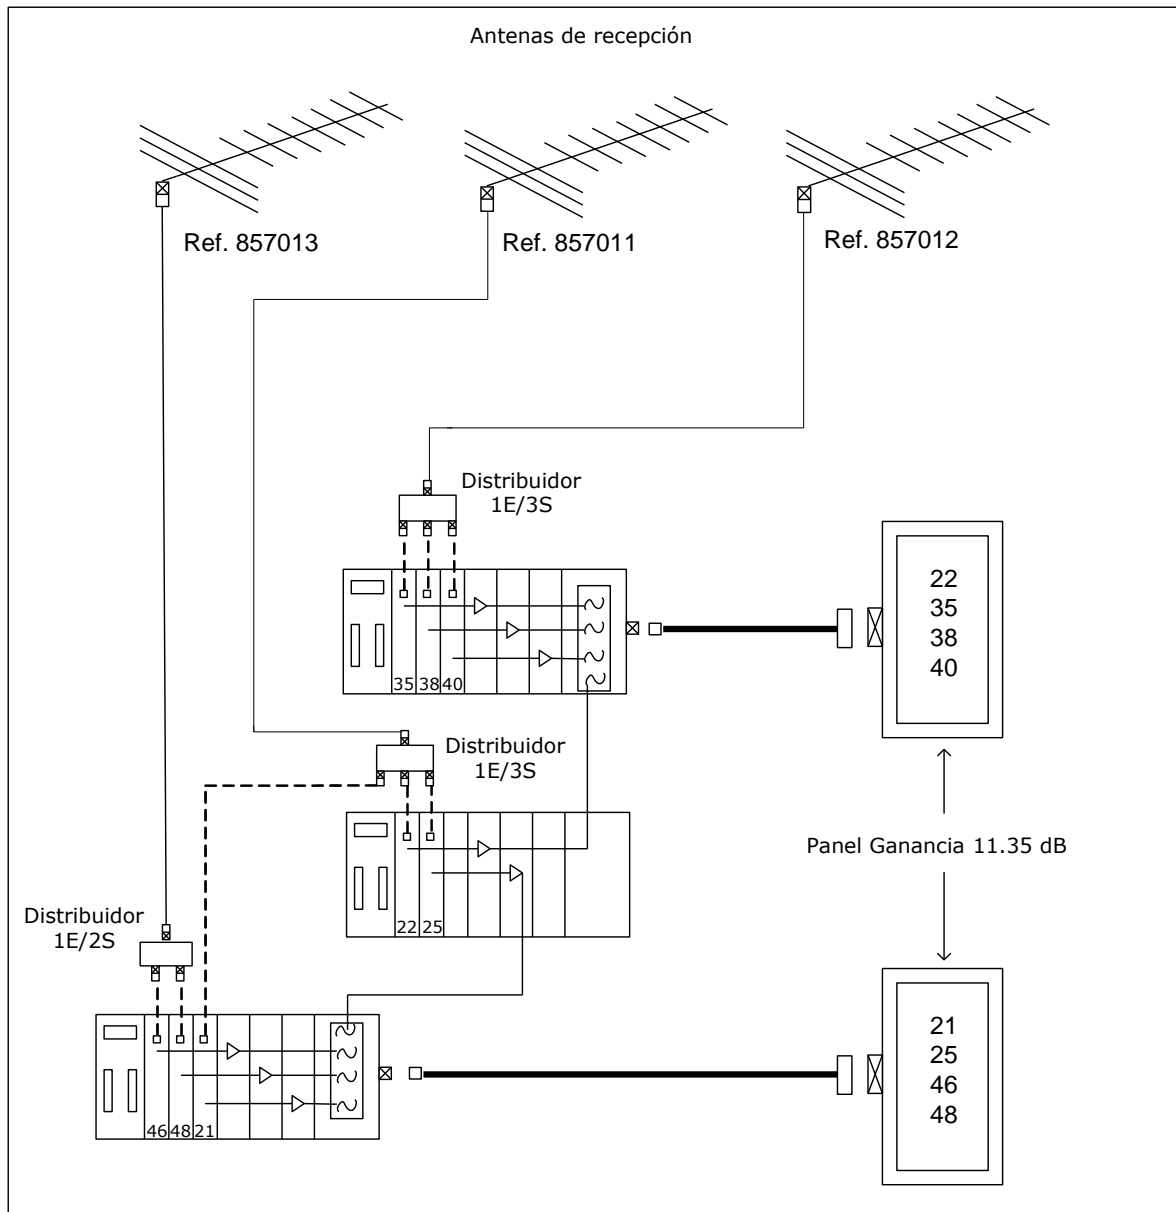 Antenas de recepción
Ref. 857013
Ref. 857011
Ref. 857012
Distribuidor
1E/3S
35 38 40
22
35
38
40
Distribuidor
1E/3S
22 25
Panel Ganancia 11.35 dB
Distribuidor
1E/2S
46 48 21
21
25
46
48